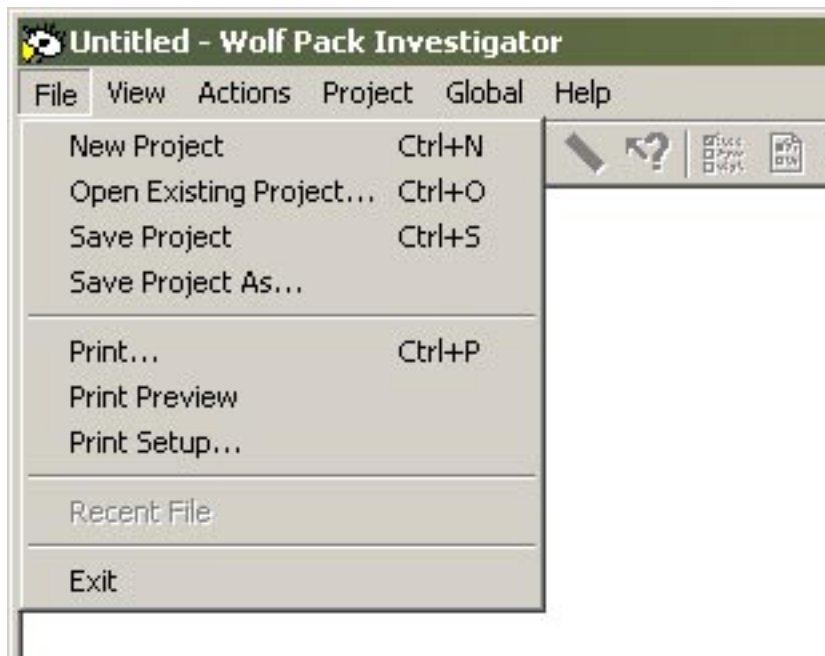 Untitled - Wolf Pack Investigator
File View Actions Project Global Help
New Project Ctrl+N
Open Existing Project... Ctrl+O
Save Project Ctrl+S
Save Project As...
Print... Ctrl+P
Print Preview
Print Setup...
Recent File
Exit